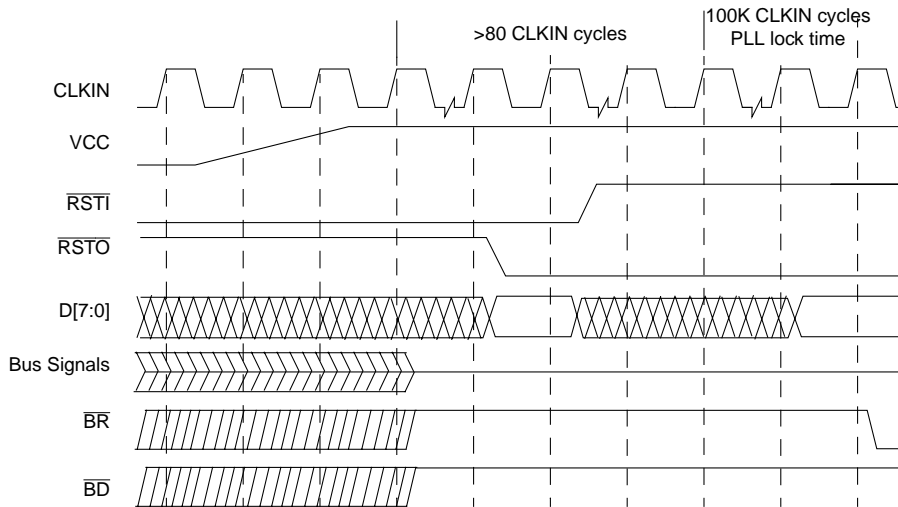 >80 CLKIN cycles
100K CLKIN cycles
PLL lock time
CLKIN
VCC
RSTI
RSTO
D[7:0]
Bus Signals
BR
BD